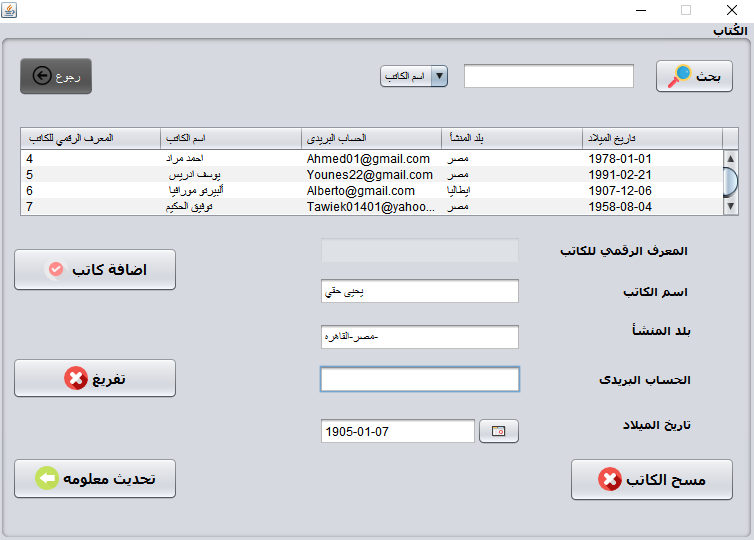 الكُتاب
بحث
اسم الكاتب
رجوع
المعرف الرقمي للكاتب اسم الكاتب الحساب البريدى بلد المنشأ تاريخ الميلاد
4 احمد مراد Ahmed01@gmail.com مصر 1978-01-01
5 يوسف ادريس Younes22@gmail.com مصر 1991-02-21
6 ألبيرتو مورافيا Alberto@gmail.com ايطاليا 1907-12-06
7 توفيق الحكيم Tawiek01401@yahoo... مصر 1958-08-04
المعرف الرقمي للكاتب
اضافة كاتب
اسم الكاتب يحيى حقي
بلد المنشأ مصر-القاهره-
الحساب البريدى
تفريغ
تاريخ الميلاد 1905-01-07
مسح الكاتب
تحديث معلومه